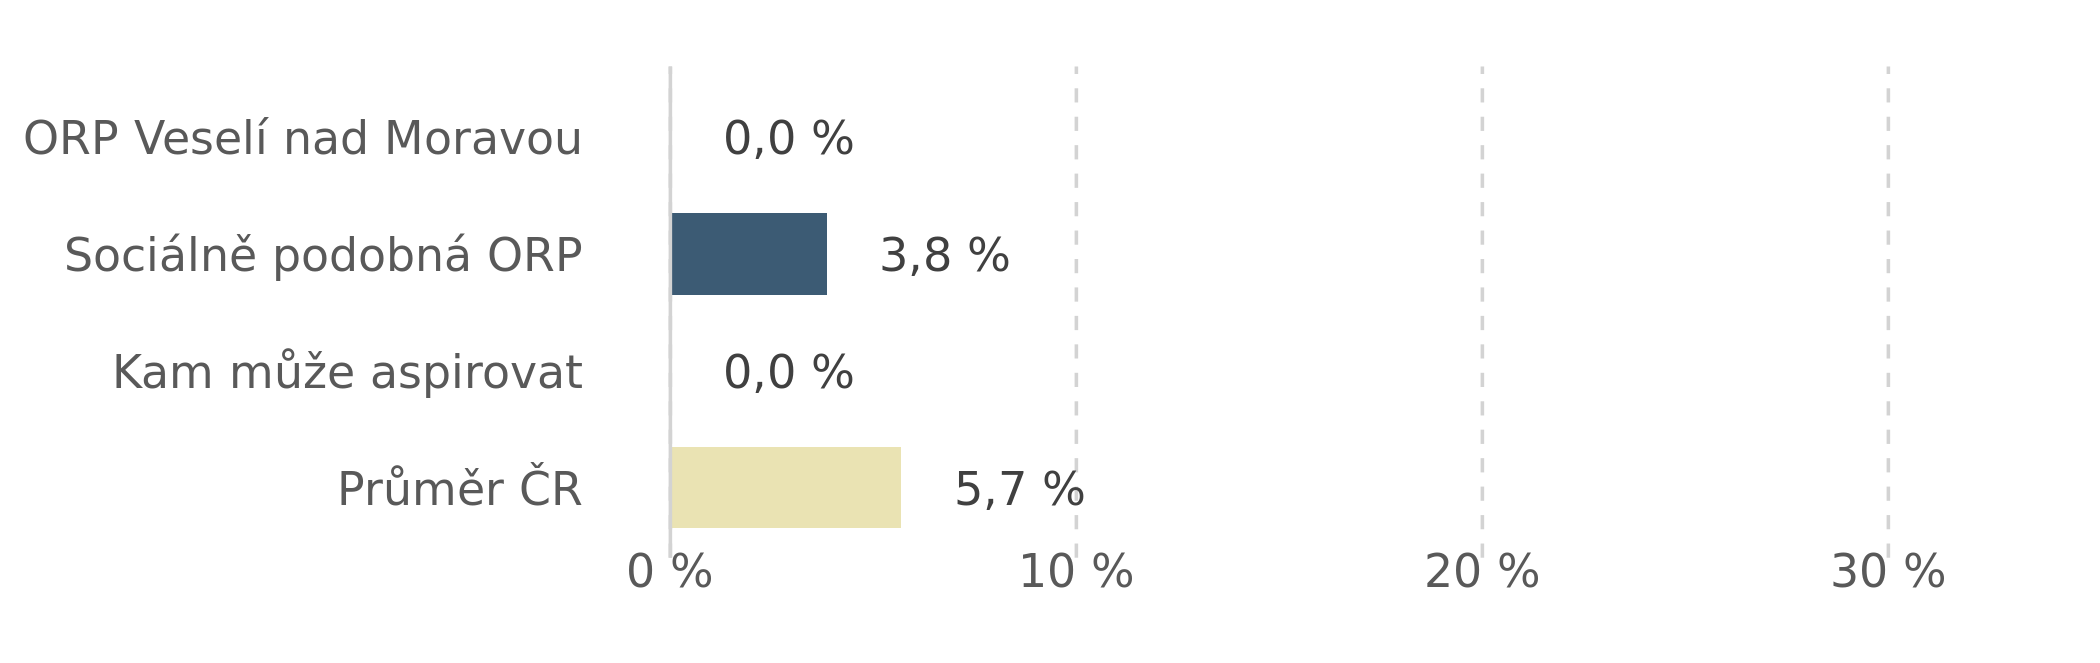 ORP Veselí nad Moravou 0,0 %
Sociálně podobná ORP 3,8 %
Kam může aspirovat 0,0 %
Průměr ČR 5,7 %
0 % 10 % 20 % 30 %